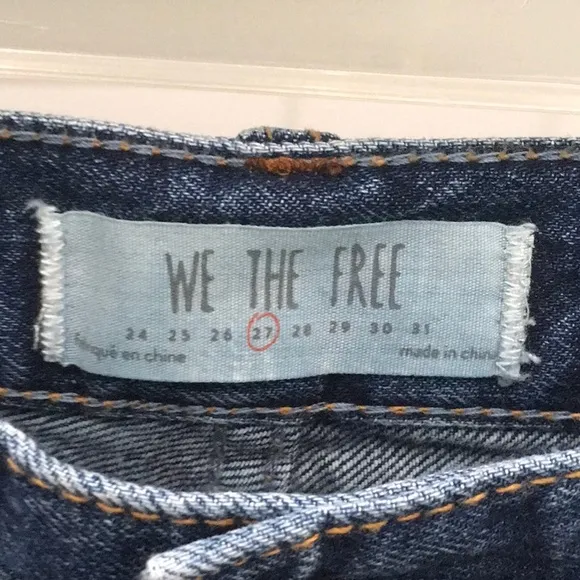 WE THE FREE
24 25 26 27 28 29 30 31
fabriqué en chine made in china